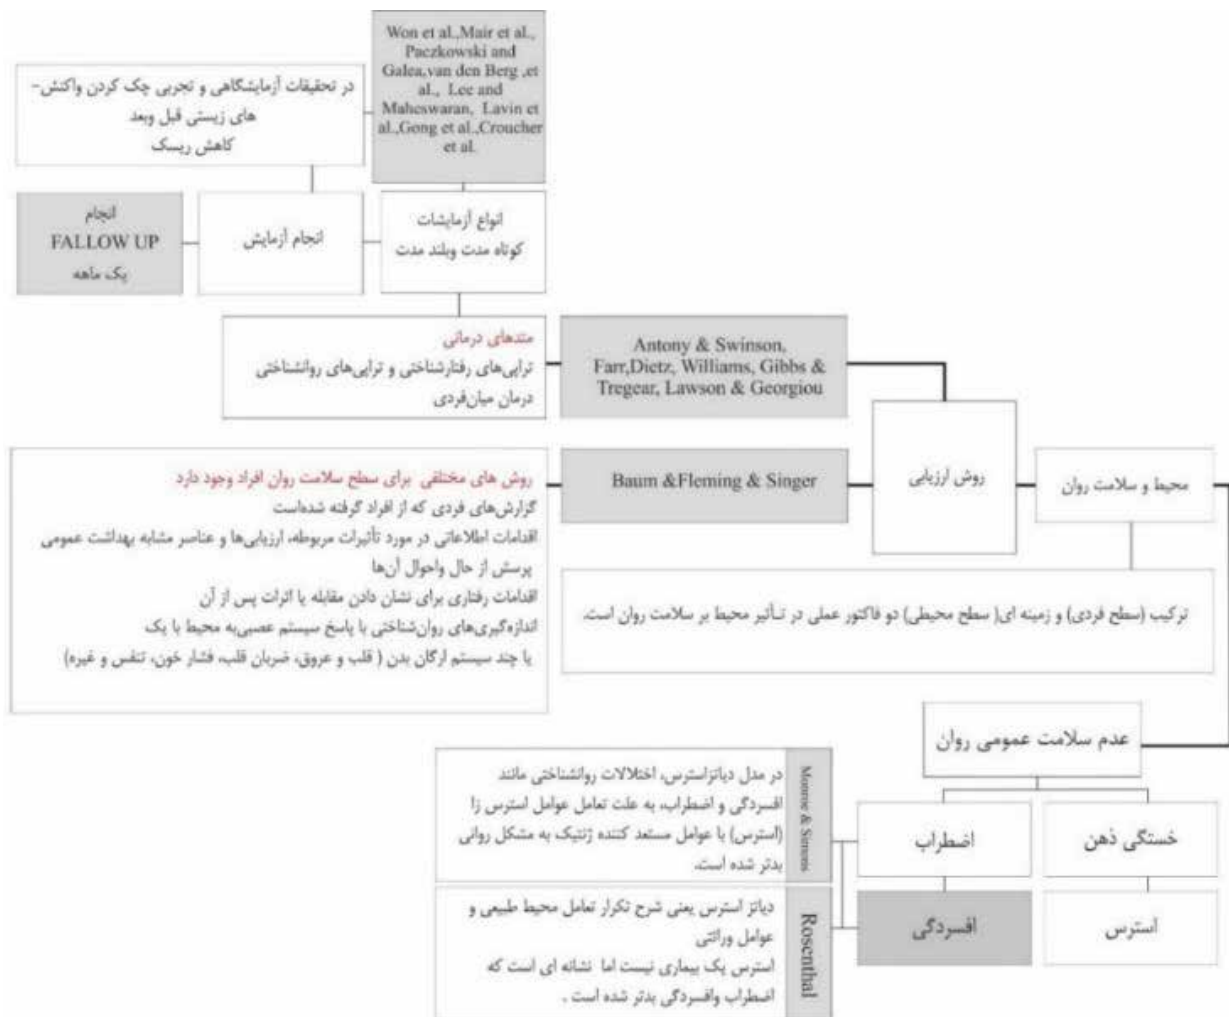 Won et al.,Mair et al.,
Paczkowski and
Galea,van den Berg ,et
al., Lee and
Maheswaran, Lavin et
al.,Gong et al.,Croucher
et al.
در تحقیقات آزمایشگاهی و تجربی چک کردن واکنش-
های زیستی قبل وبعد
کاهش ریسک
انواع آزمایشات
کوتاه مدت وبلند مدت
انجام آزمایش
انجام
FALLOW UP
یک ماهه
متدهای درمانی
تراپی‌های رفتارشناختی و تراپی‌های روانشناختی
درمان میان‌فردی
Antony & Swinson,
Farr,Dietz, Williams, Gibbs &
Tregear, Lawson & Georgiou
محیط و سلامت روان
روش ارزیابی
Baum &Fleming & Singer
روش های مختلفی برای سطح سلامت روان افراد وجود دارد
گزارش‌های فردی که از افراد گرفته شده‌است
اقدامات اطلاعاتی در مورد تأثیرات مربوطه، ارزیابی‌ها و عناصر مشابه بهداشت عمومی
پرسش از حال واحوال آن‌ها
اقدامات رفتاری برای نشان دادن مقابله یا اثرات پس از آن
اندازه‌گیری‌های روان‌شناختی با پاسخ سیستم عصبی‌به محیط با یک
یا چند سیستم ارگان بدن ( قلب و عروق، ضربان قلب، فشار خون، تنفس و غیره)
ترکیب (سطح فردی) و زمینه ای( سطح محیطی) دو فاکتور عملی در تـأثیر محیط بر سلامت روان است.
عدم سلامت عمومی روان
خستگی ذهن
اضطراب
استرس
افسردگی
Monroe & Simons
در مدل دیاتزاسترس، اختلالات روانشناختی مانند
افسردگی و اضطراب، به علت تعامل عوامل استرس زا
(استرس) با عوامل مستعد کننده ژنتیک به مشکل روانی
بدتر شده است.
Rosenthal
دیاتز استرس یعنی شرح تکرار تعامل محیط طبیعی و
عوامل وراثتی
استرس یک بیماری نیست اما نشانه ای است که
اضطراب وافسردگی بدتر شده است .